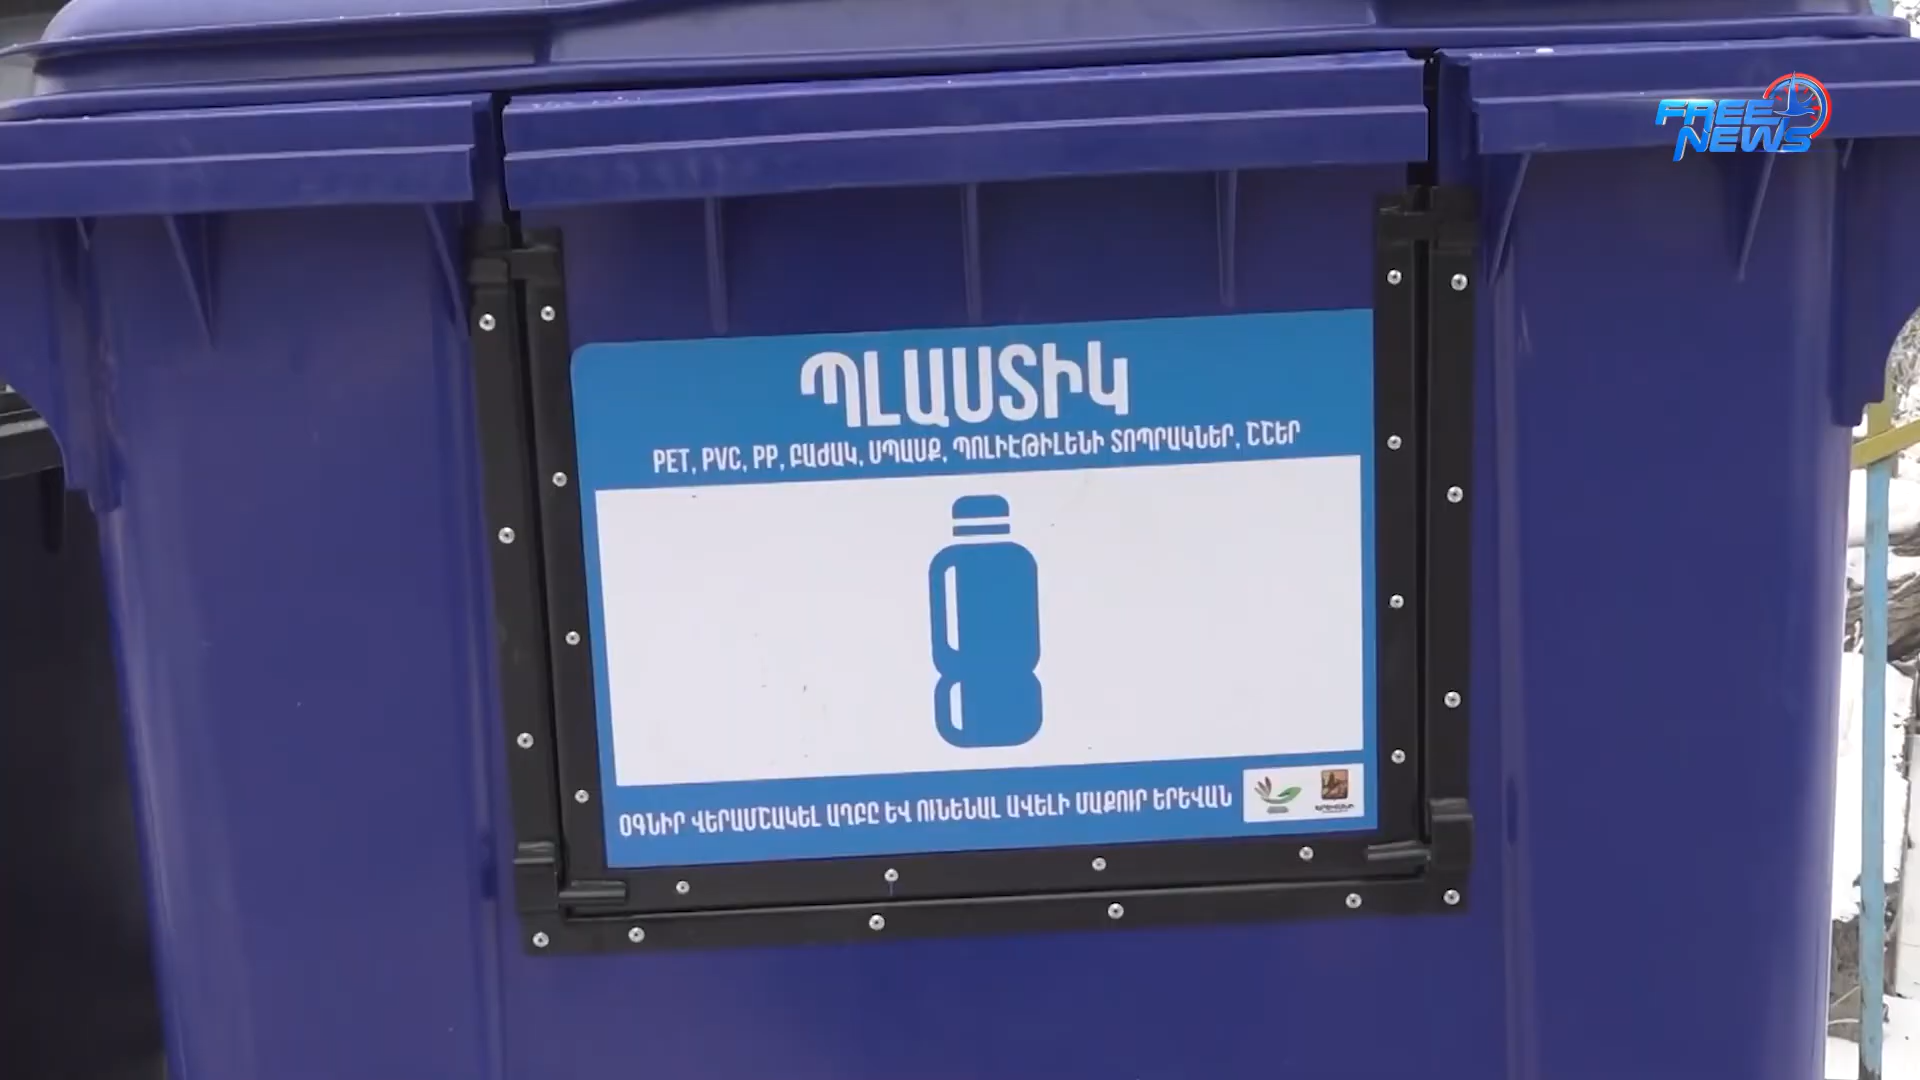 FREE
NEWS
ՊԼԱՍՏԻԿ
PET, PVC, PP, ԲԱԺԱԿ, ՍՊԱՍՔ, ՊՈԼԻԷԹԻԼԵՆԻ ՏՈՊՐԱԿՆԵՐ, ՇՇԵՐ
ՕԳՆԻՐ ՎԵՐԱՄՇԱԿԵԼ ԱՂԲԸ ԵՎ ՈՒՆԵՆԱԼ ԱՎԵԼԻ ՄԱՔՈՒՐ ԵՐԵՎԱՆ